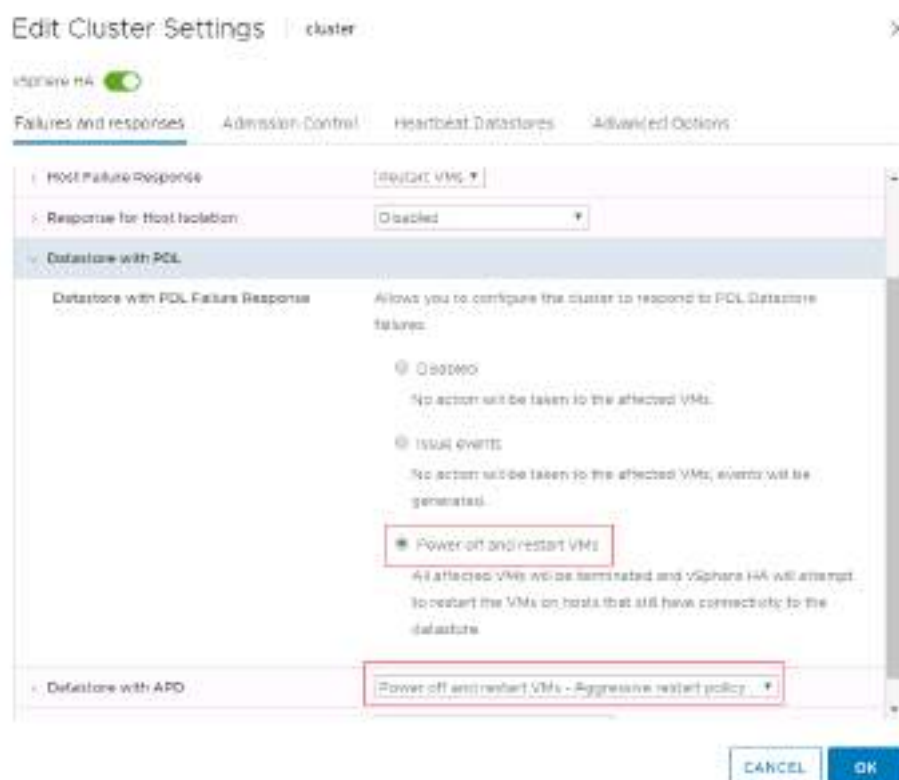 Edit Cluster Settings | cluster
vSphere HA
Failures and responses Admission Control Heartbeat Datastores Advanced Options
Host Failure Response Restart VMs
Response for Host Isolation Disabled
Datastore with PDL
Datastore with PDL Failure Response Allows you to configure the cluster to respond to PDL Datastore
failures.
Disabled
No action will be taken to the affected VMs.
Issue events
No action will be taken to the affected VMs, events will be
generated.
Power off and restart VMs
All affected VMs will be terminated and vSphere HA will attempt
to restart the VMs on hosts that still have connectivity to the
datastore
Datastore with APD Power off and restart VMs - Aggressive restart policy
CANCEL OK